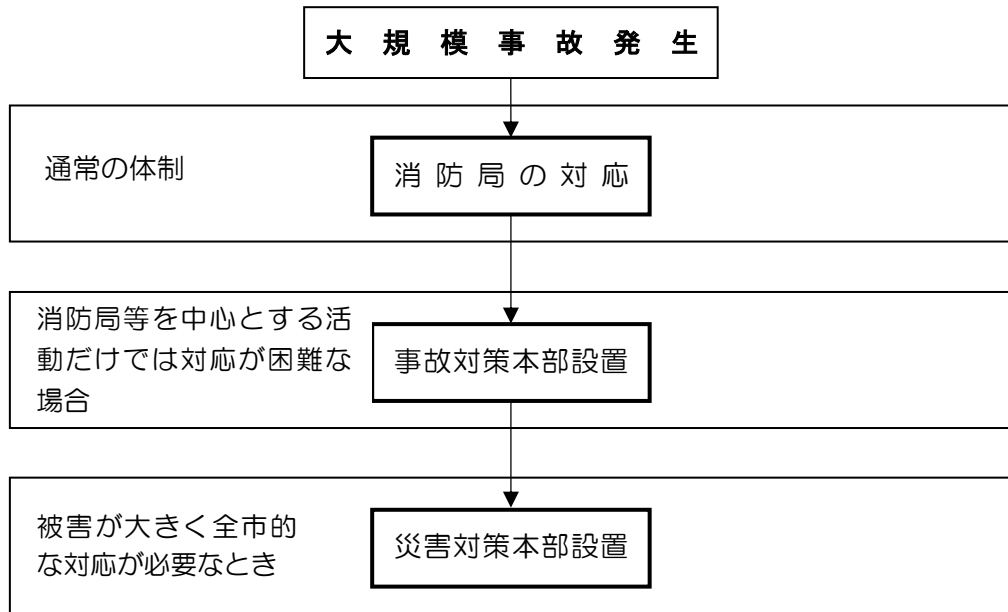 大規模事故発生
通常の体制
消防局の対応
消防局等を中心とする活
動だけでは対応が困難な
場合
事故対策本部設置
被害が大きく全市的
な対応が必要なとき
災害対策本部設置